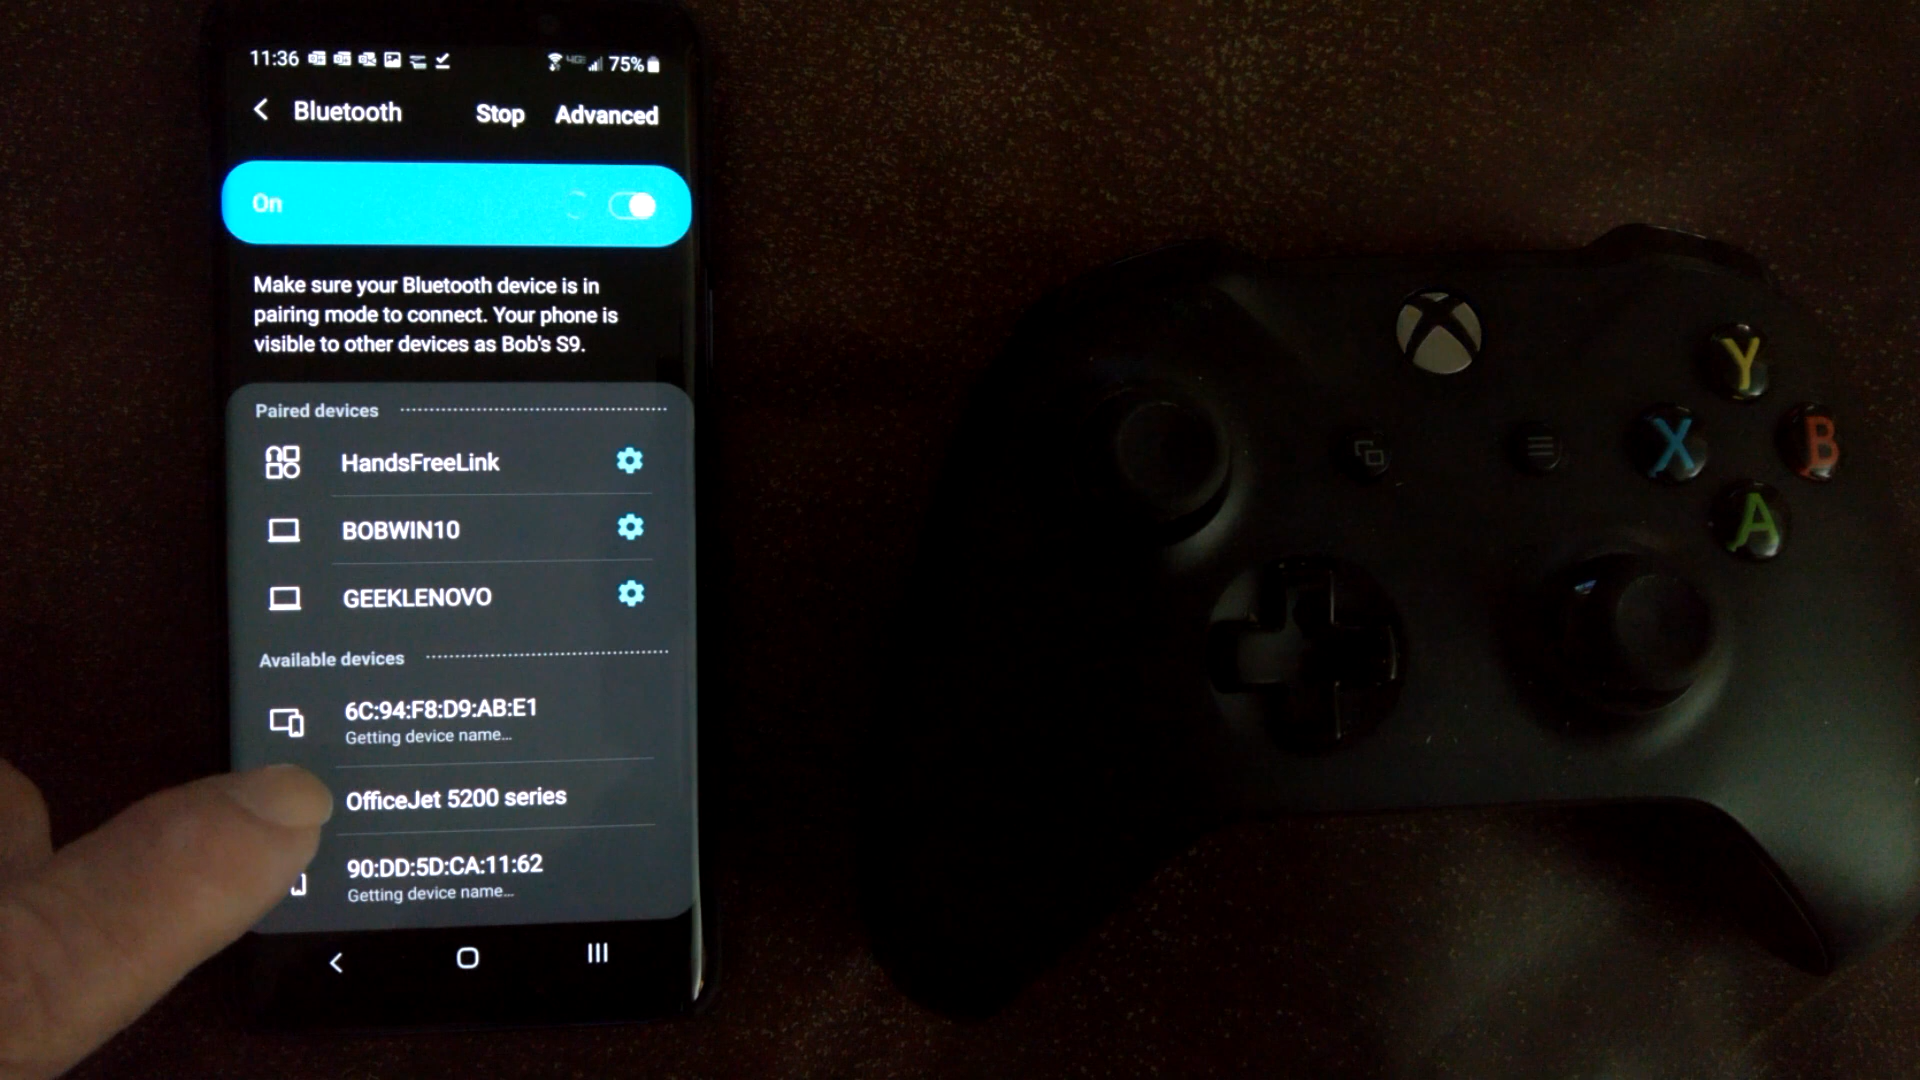 11:36 4GE 75%
Bluetooth Stop Advanced
On
Make sure your Bluetooth device is in
pairing mode to connect. Your phone is
visible to other devices as Bob's S9.
Paired devices
HandsFreeLink
BOBWIN10
GEEKLENOVO
Available devices
6C:94:F8:D9:AB:E1
Getting device name...
OfficeJet 5200 series
90:DD:5D:CA:11:62
Getting device name...
Y
X B
A